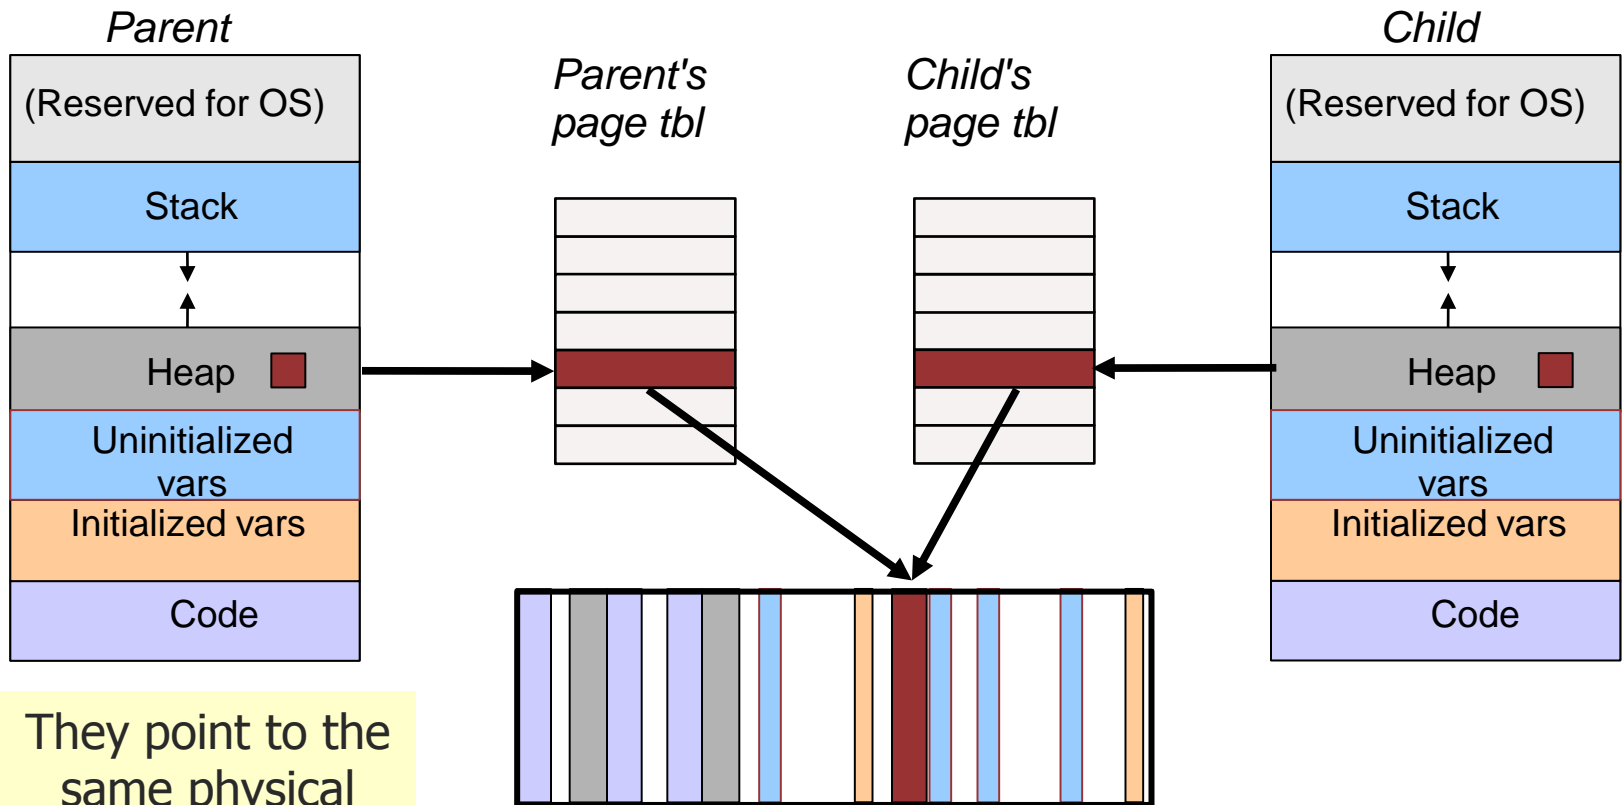 Parent
Child
Parent's
page tbl
Child's
page tbl
(Reserved for OS)
Stack
Heap
Uninitialized
vars
Initialized vars
Code
(Reserved for OS)
Stack
Heap
Uninitialized
vars
Initialized vars
Code
They point to the
same physical